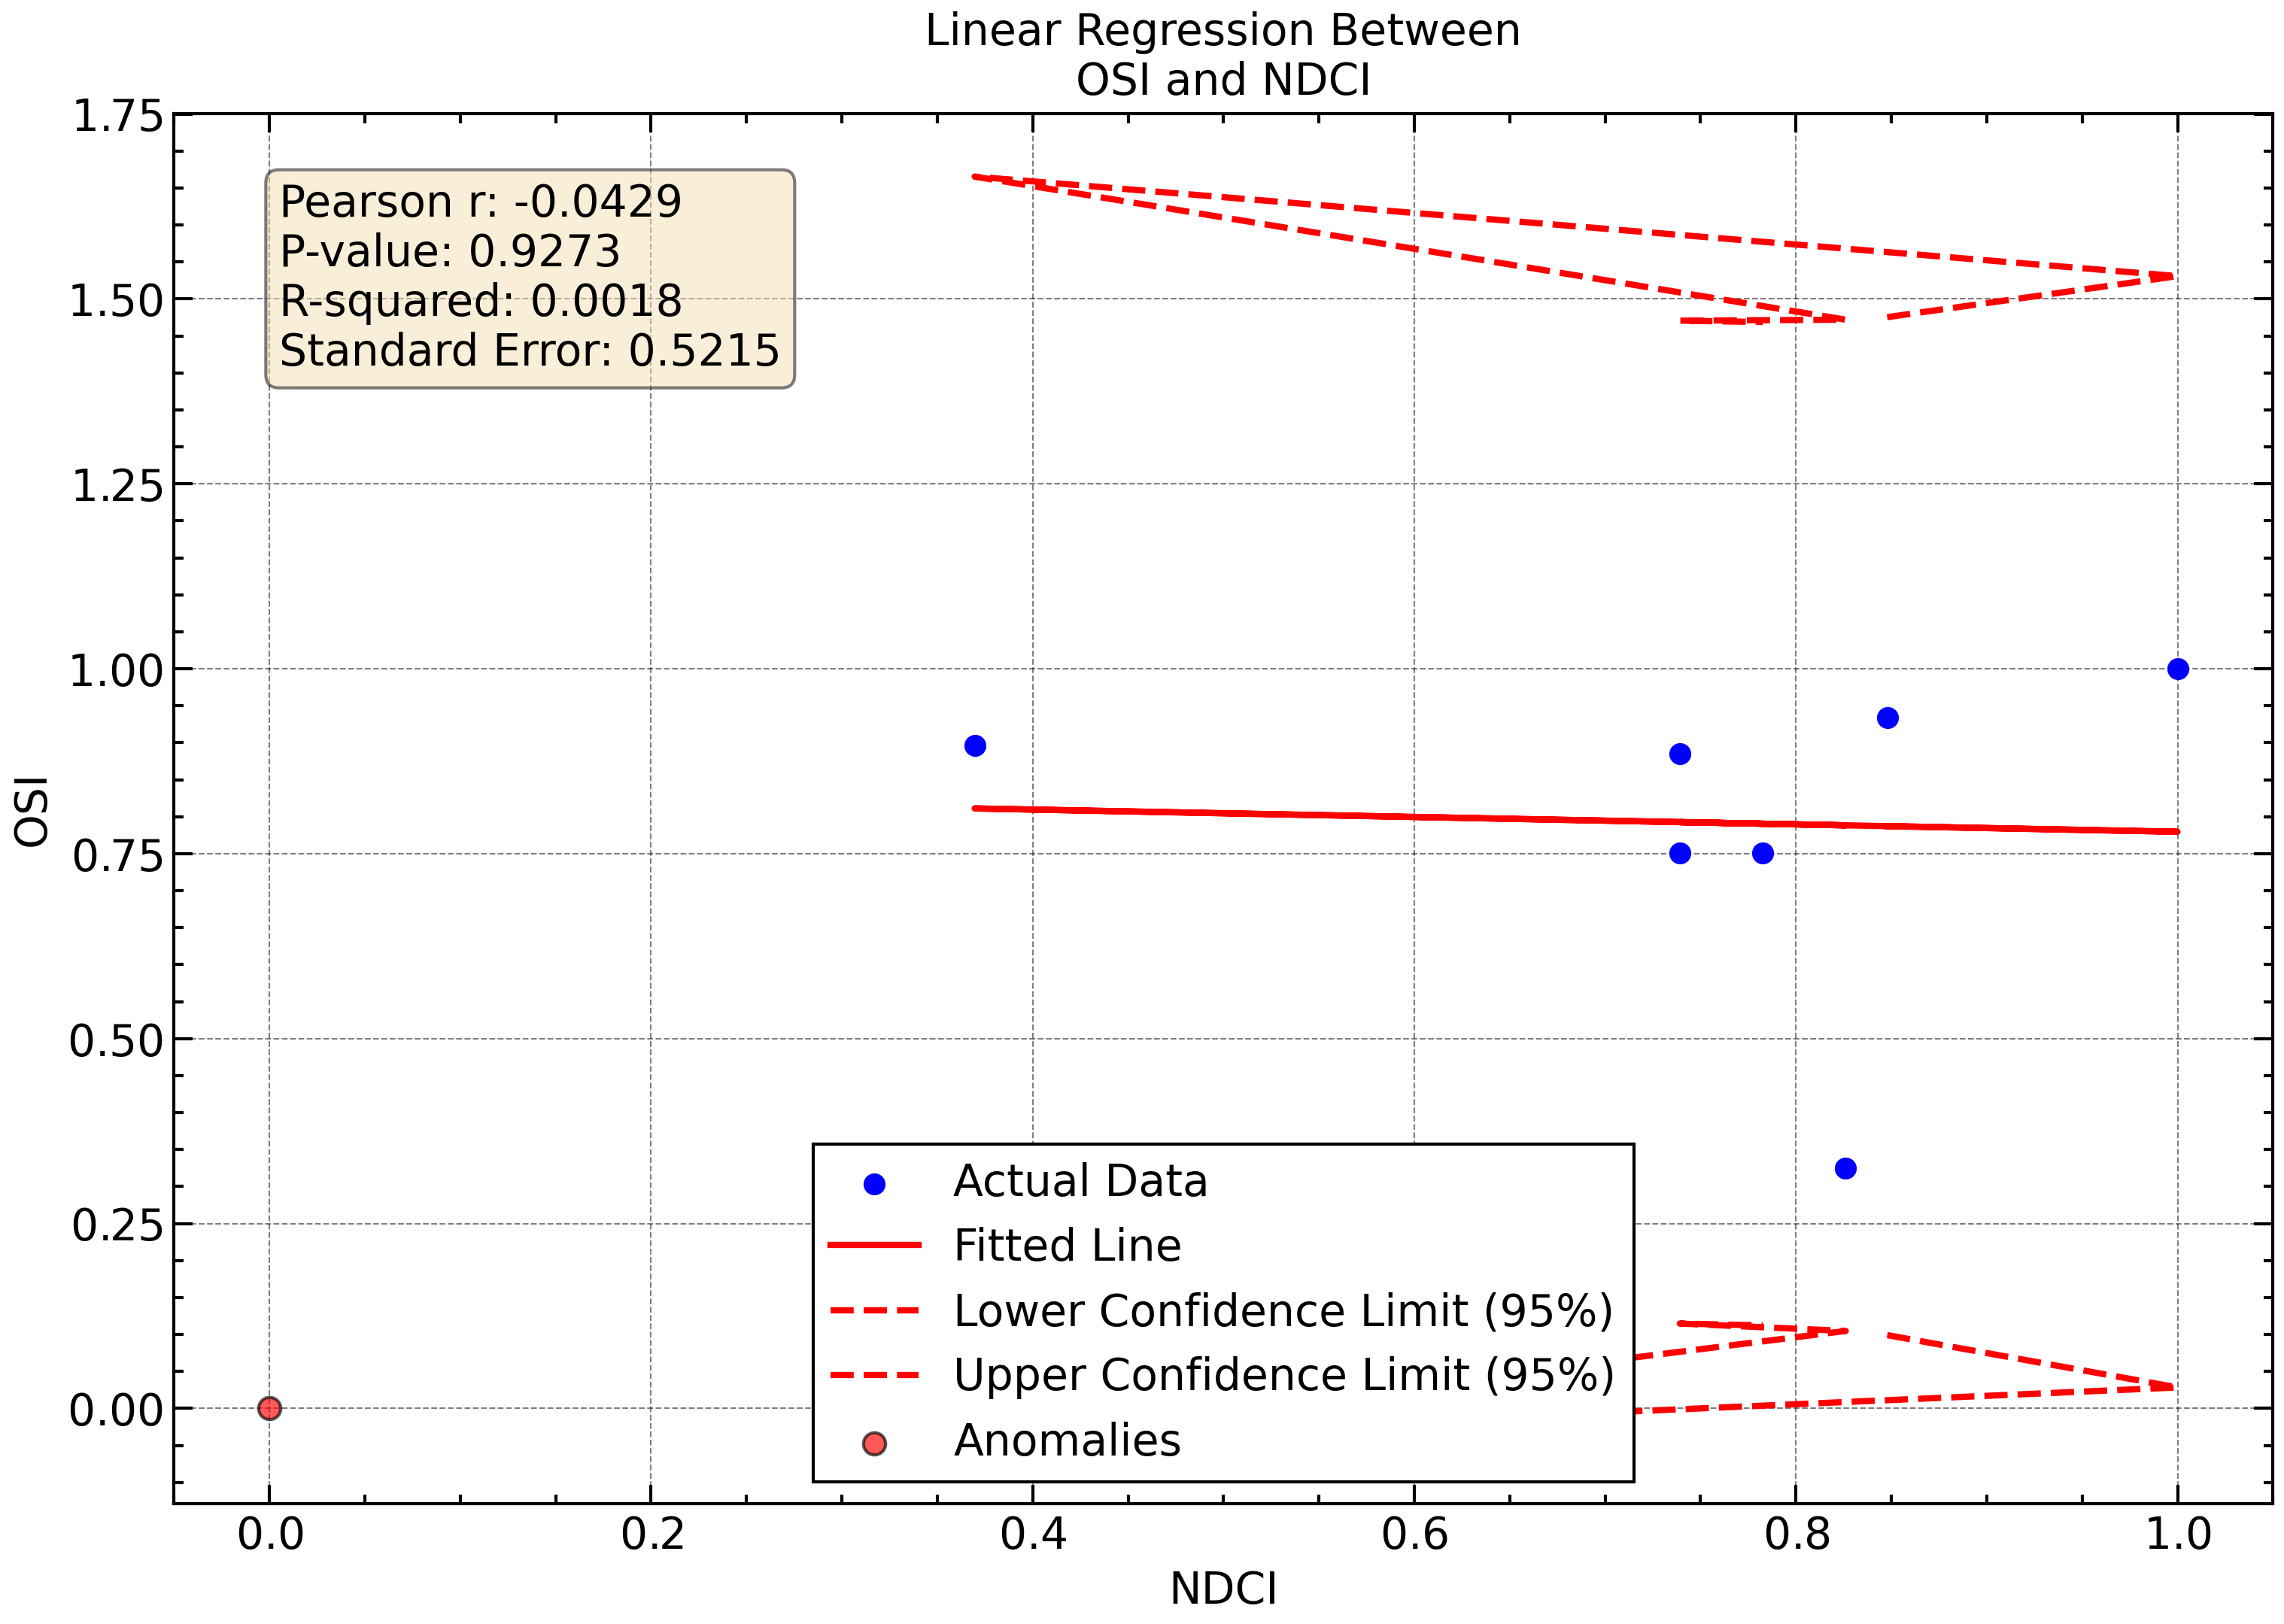 Linear Regression Between
OSI and NDCI
1.75
1.50
1.25
1.00
0.75
0.50
0.25
0.00
OSI
Pearson r: -0.0429
P-value: 0.9273
R-squared: 0.0018
Standard Error: 0.5215
Actual Data
Fitted Line
Lower Confidence Limit (95%)
Upper Confidence Limit (95%)
Anomalies
0.0 0.2 0.4 0.6 0.8 1.0
NDCI